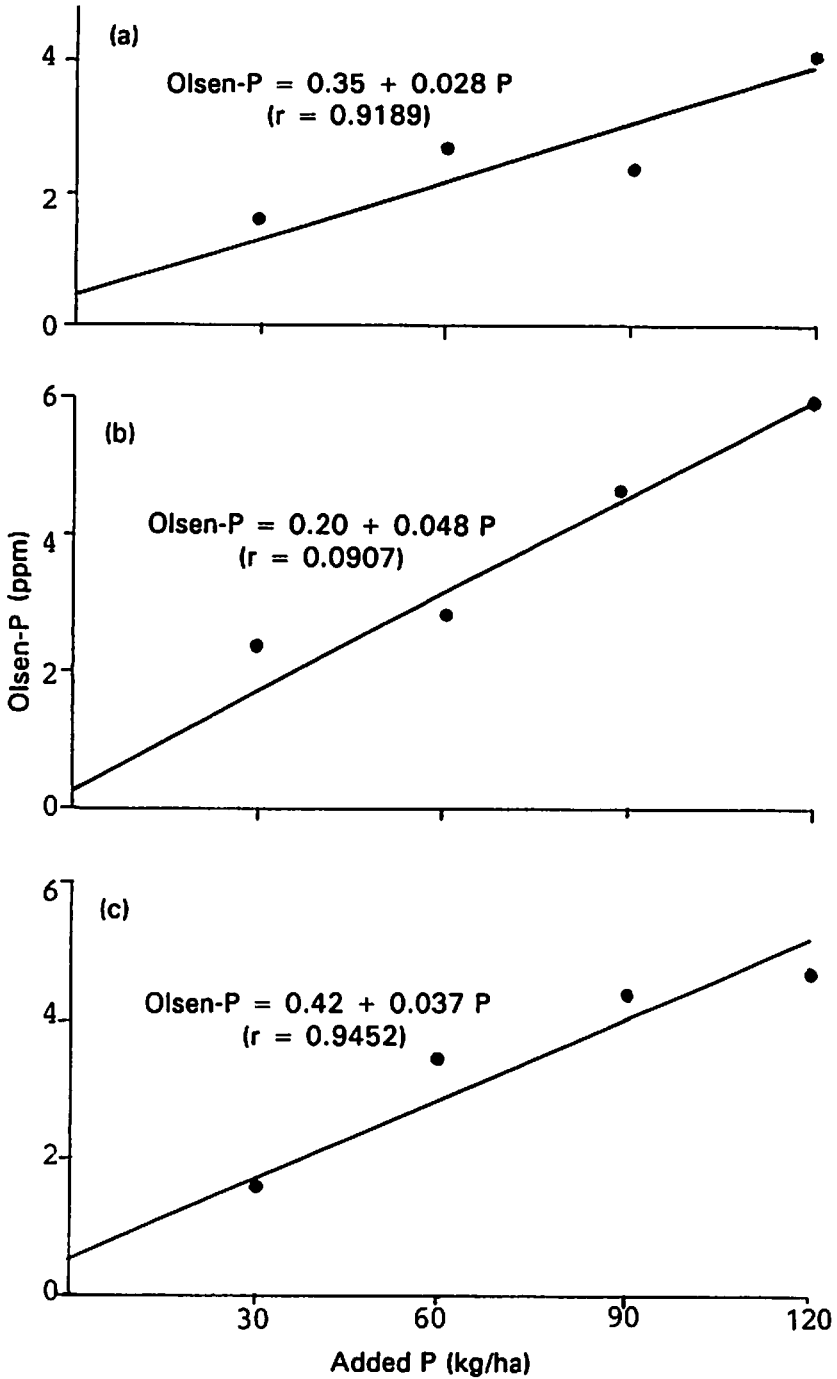 (a)
Olsen-P = 0.35 + 0.028 P
(r = 0.9189)
4
2
0
(b)
Olsen-P = 0.20 + 0.048 P
(r = 0.0907)
6
4
2
0
Olsen-P (ppm)
(c)
Olsen-P = 0.42 + 0.037 P
(r = 0.9452)
6
4
2
0
30 60 90 120
Added P (kg/ha)